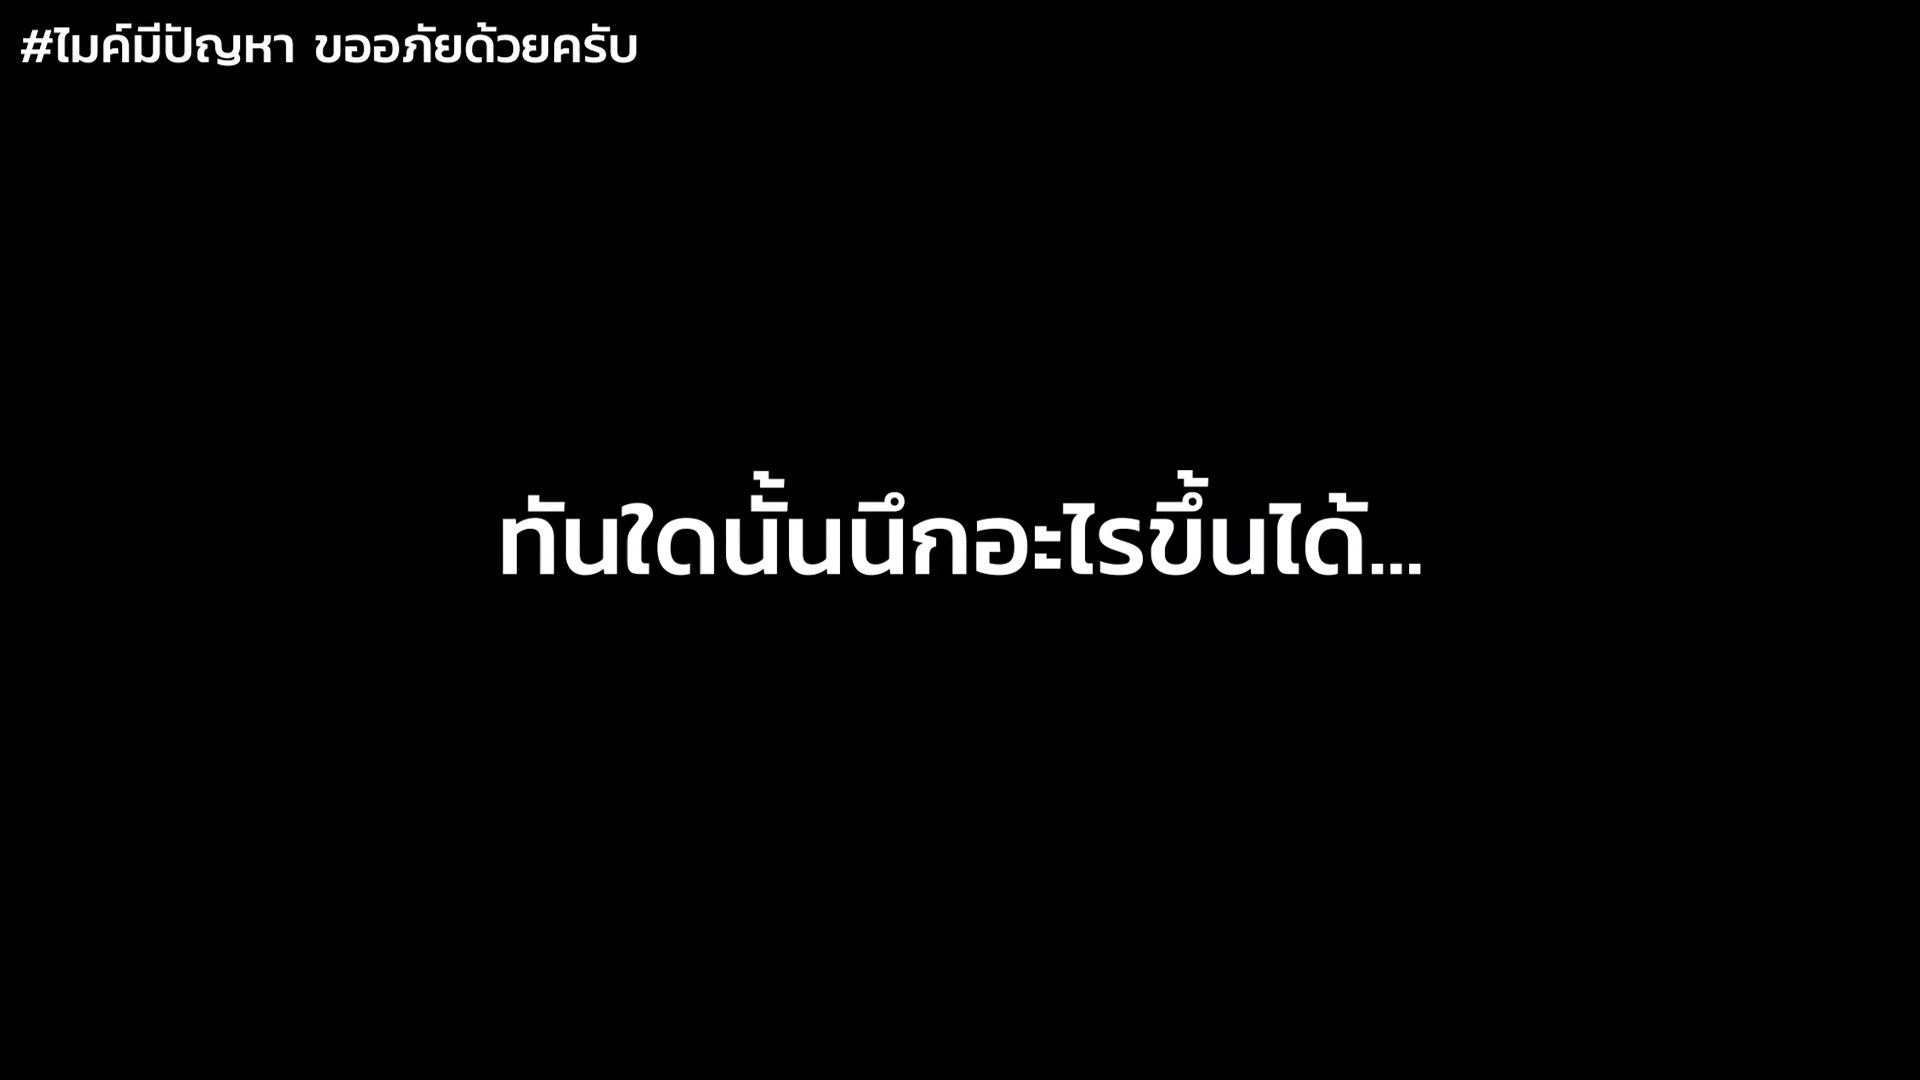 #ไมค์มีปัญหา ขออภัยด้วยครับ
ทันใดนั้นนึกอะไรขึ้นได้...